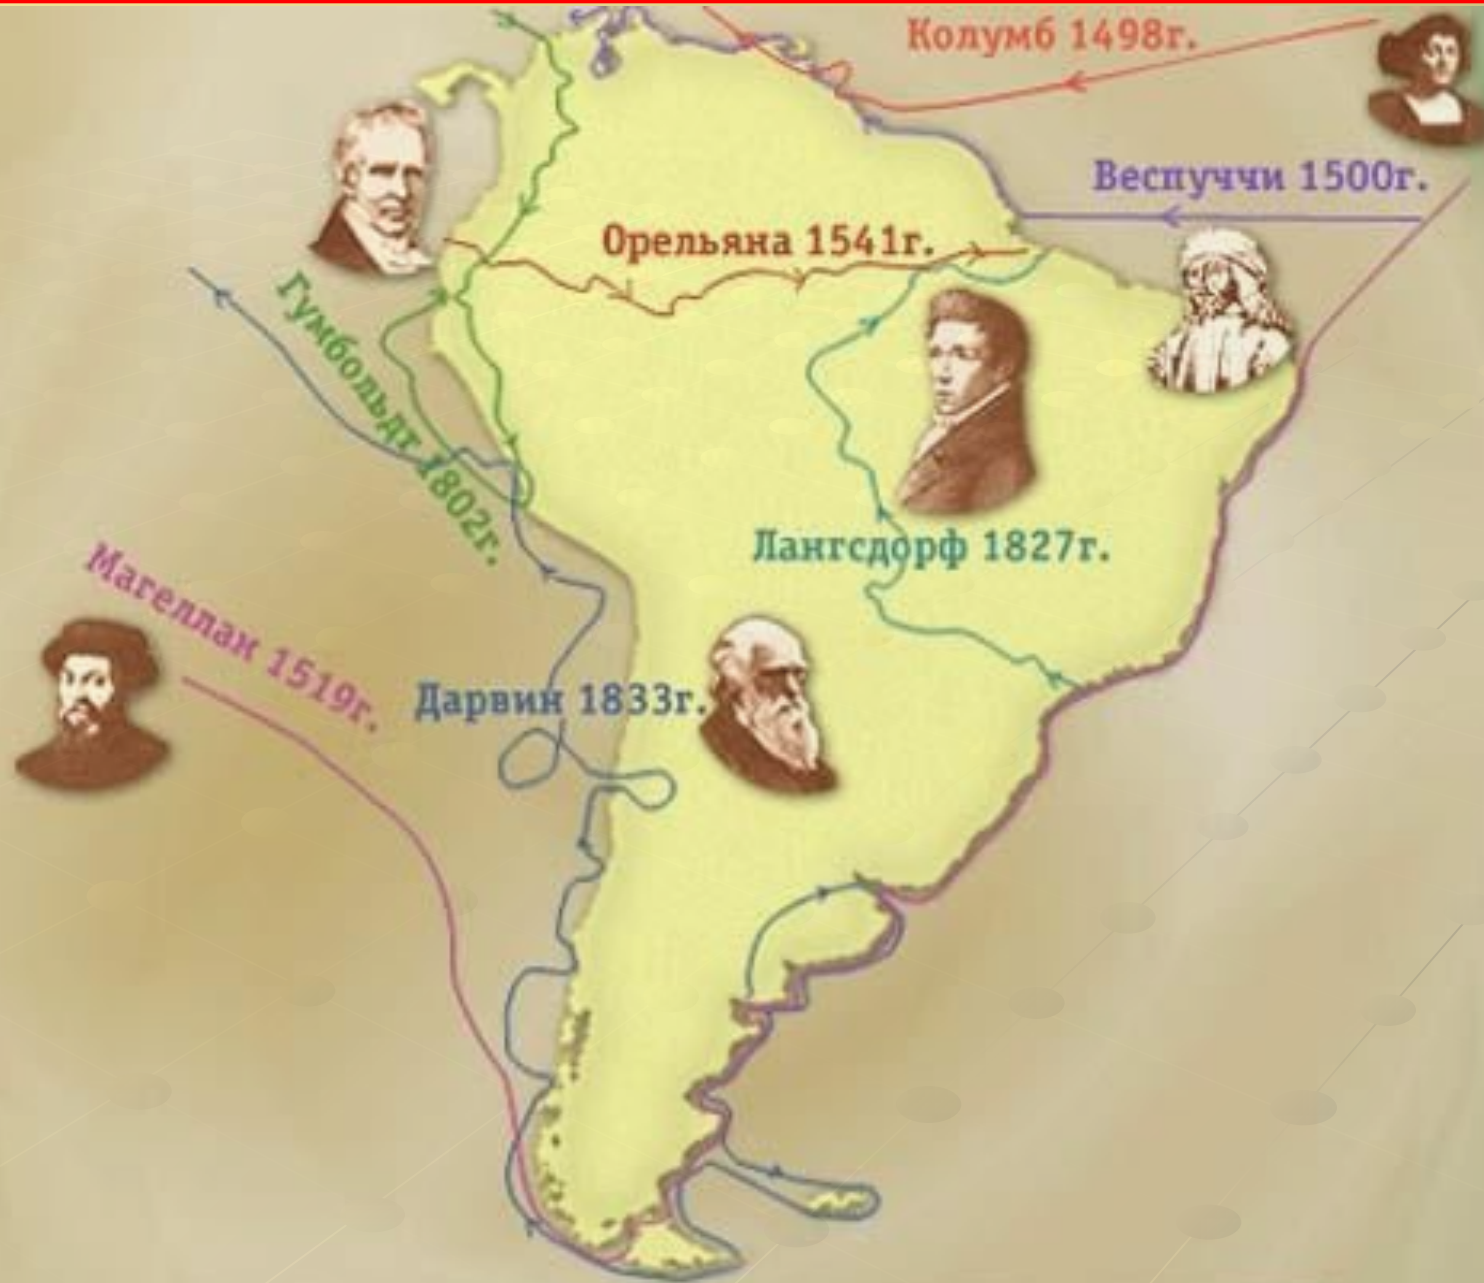 Колумб 1498г.
Веспуччи 1500г.
Орельяна 1541г.
Гумбольдт 1802г.
Лангсдорф 1827г.
Магеллан 1519г.
Дарвин 1833г.